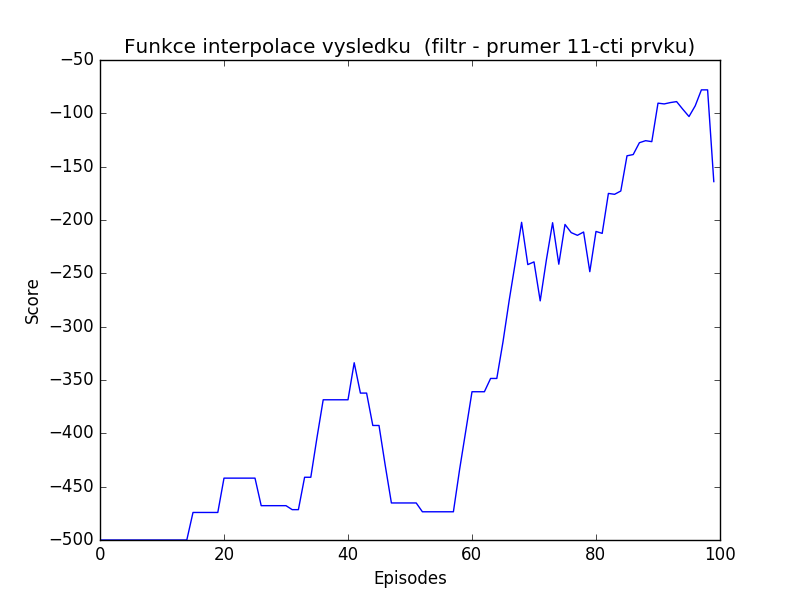 Funkce interpolace vysledku  (filtr - prumer 11-cti prvku)
−50
−100
−150
−200
−250
−300
−350
−400
−450
−500
Score
0 20 40 60 80 100
Episodes